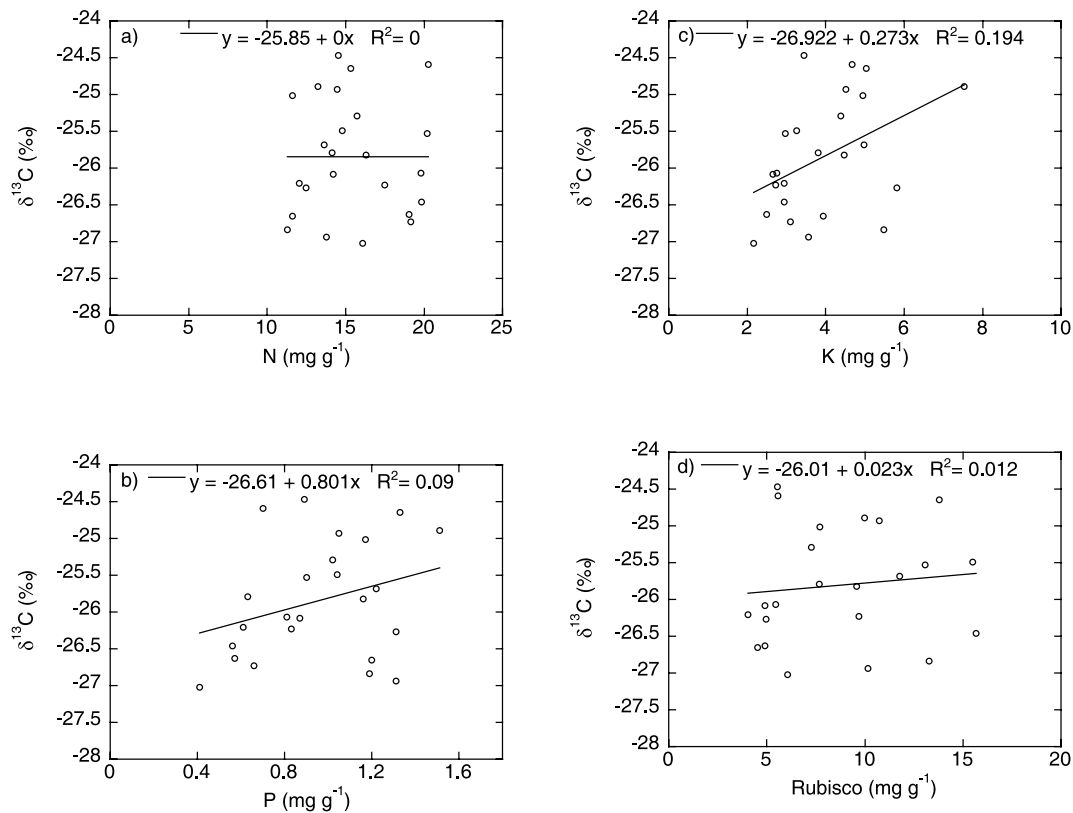 a) y = -25.85 + 0x R²= 0
-24
-24.5
-25
-25.5
-26
-26.5
-27
-27.5
-28
δ¹³C (‰)
0 5 10 15 20 25
N (mg g⁻¹)
c) y = -26.922 + 0.273x R²= 0.194
-24
-24.5
-25
-25.5
-26
-26.5
-27
-27.5
-28
δ¹³C (‰)
0 2 4 6 8 10
K (mg g⁻¹)
b) y = -26.61 + 0.801x R²= 0.09
-24
-24.5
-25
-25.5
-26
-26.5
-27
-27.5
-28
δ¹³C (‰)
0 0.4 0.8 1.2 1.6
P (mg g⁻¹)
d) y = -26.01 + 0.023x R²= 0.012
-24
-24.5
-25
-25.5
-26
-26.5
-27
-27.5
-28
δ¹³C (‰)
0 5 10 15 20
Rubisco (mg g⁻¹)